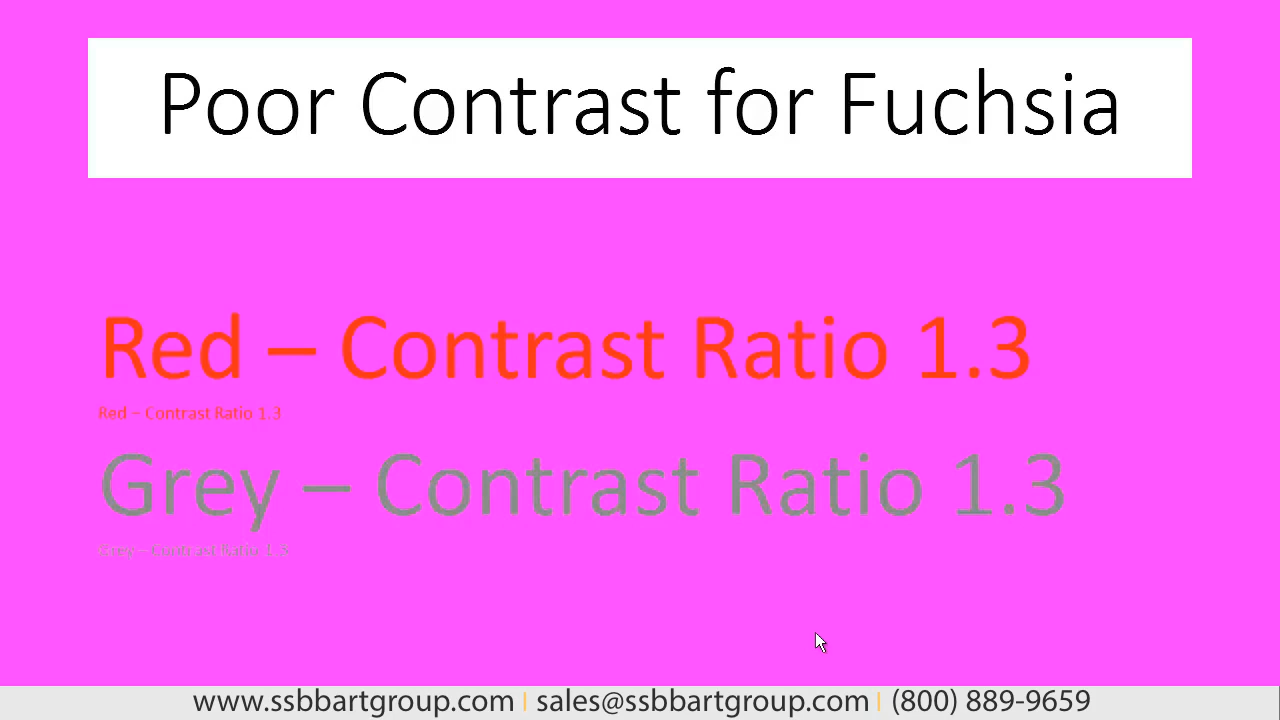 Poor Contrast for Fuchsia
Red – Contrast Ratio 1.3
Red – Contrast Ratio 1.3
Grey – Contrast Ratio 1.3
Grey – Contrast Ratio 1.3
www.ssbbartgroup.com | sales@ssbbartgroup.com | (800) 889-9659